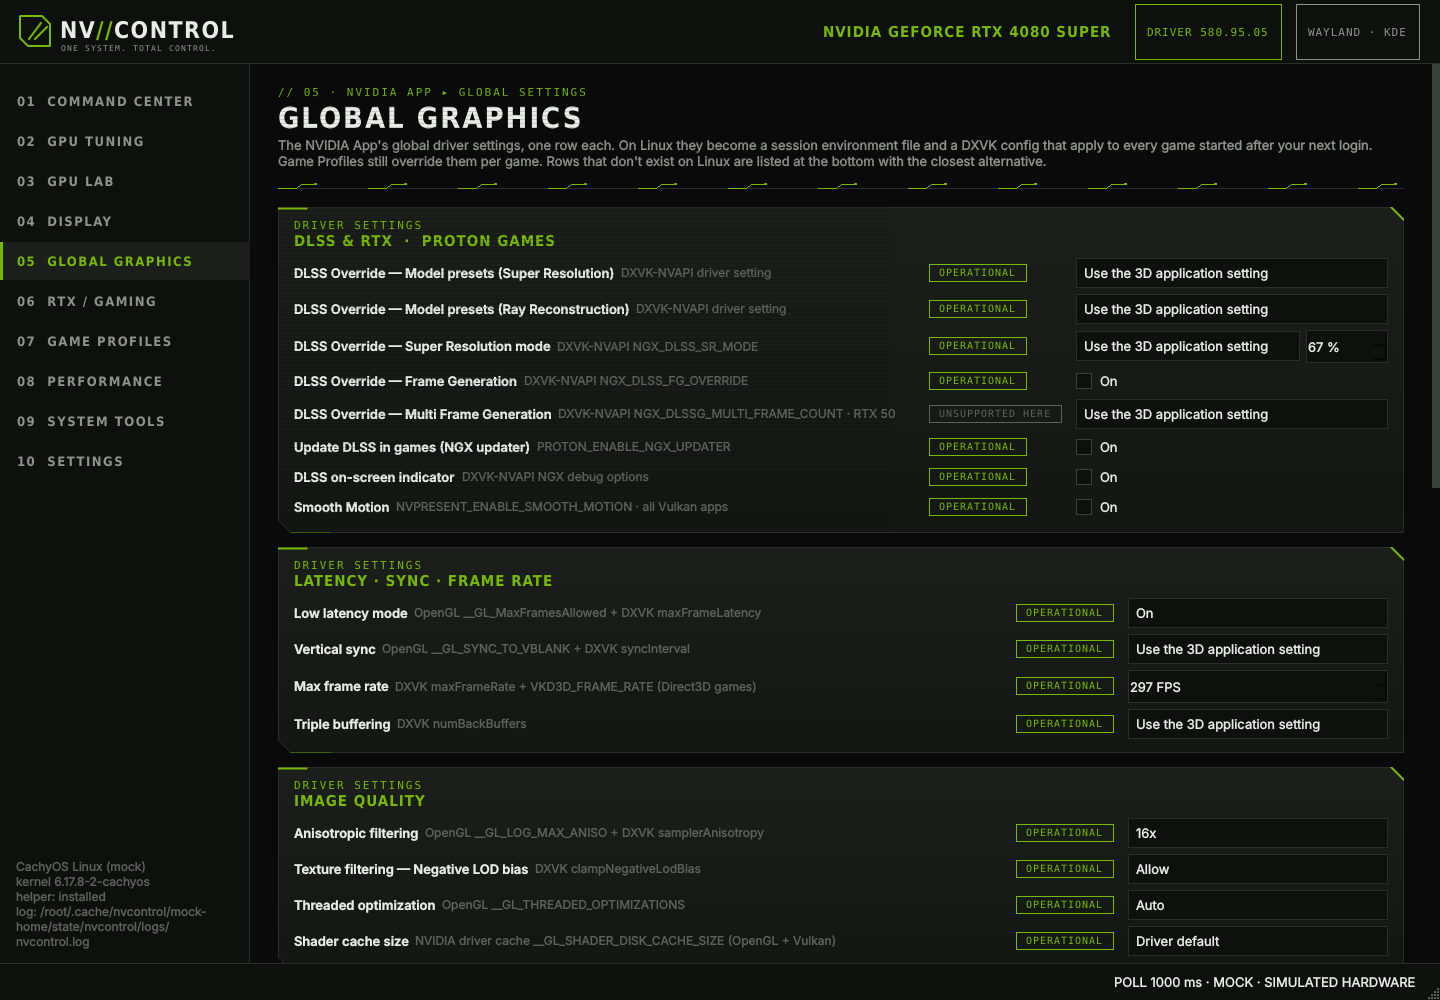 NV//CONTROL
ONE SYSTEM. TOTAL CONTROL.
NVIDIA GEFORCE RTX 4080 SUPER
DRIVER 580.95.05
WAYLAND · KDE
01 COMMAND CENTER
02 GPU TUNING
03 GPU LAB
04 DISPLAY
05 GLOBAL GRAPHICS
06 RTX / GAMING
07 GAME PROFILES
08 PERFORMANCE
09 SYSTEM TOOLS
10 SETTINGS
CachyOS Linux (mock)
kernel 6.17.8-2-cachyos
helper: installed
log: /root/.cache/nvcontrol/mock-
home/state/nvcontrol/logs/
nvcontrol.log
// 05 · NVIDIA APP ▸ GLOBAL SETTINGS
GLOBAL GRAPHICS
The NVIDIA App's global driver settings, one row each. On Linux they become a session environment file and a DXVK config that apply to every game started after your next login.
Game Profiles still override them per game. Rows that don't exist on Linux are listed at the bottom with the closest alternative.
DRIVER SETTINGS
DLSS & RTX · PROTON GAMES
DLSS Override — Model presets (Super Resolution) DXVK-NVAPI driver setting OPERATIONAL Use the 3D application setting
DLSS Override — Model presets (Ray Reconstruction) DXVK-NVAPI driver setting OPERATIONAL Use the 3D application setting
DLSS Override — Super Resolution mode DXVK-NVAPI NGX_DLSS_SR_MODE OPERATIONAL Use the 3D application setting 67 %
DLSS Override — Frame Generation DXVK-NVAPI NGX_DLSS_FG_OVERRIDE OPERATIONAL On
DLSS Override — Multi Frame Generation DXVK-NVAPI NGX_DLSSG_MULTI_FRAME_COUNT · RTX 50 UNSUPPORTED HERE Use the 3D application setting
Update DLSS in games (NGX updater) PROTON_ENABLE_NGX_UPDATER OPERATIONAL On
DLSS on-screen indicator DXVK-NVAPI NGX debug options OPERATIONAL On
Smooth Motion NVPRESENT_ENABLE_SMOOTH_MOTION · all Vulkan apps OPERATIONAL On
DRIVER SETTINGS
LATENCY · SYNC · FRAME RATE
Low latency mode OpenGL __GL_MaxFramesAllowed + DXVK maxFrameLatency OPERATIONAL On
Vertical sync OpenGL __GL_SYNC_TO_VBLANK + DXVK syncInterval OPERATIONAL Use the 3D application setting
Max frame rate DXVK maxFrameRate + VKD3D_FRAME_RATE (Direct3D games) OPERATIONAL 297 FPS
Triple buffering DXVK numBackBuffers OPERATIONAL Use the 3D application setting
DRIVER SETTINGS
IMAGE QUALITY
Anisotropic filtering OpenGL __GL_LOG_MAX_ANISO + DXVK samplerAnisotropy OPERATIONAL 16x
Texture filtering — Negative LOD bias DXVK clampNegativeLodBias OPERATIONAL Allow
Threaded optimization OpenGL __GL_THREADED_OPTIMIZATIONS OPERATIONAL Auto
Shader cache size NVIDIA driver cache __GL_SHADER_DISK_CACHE_SIZE (OpenGL + Vulkan) OPERATIONAL Driver default
POLL 1000 ms · MOCK · SIMULATED HARDWARE